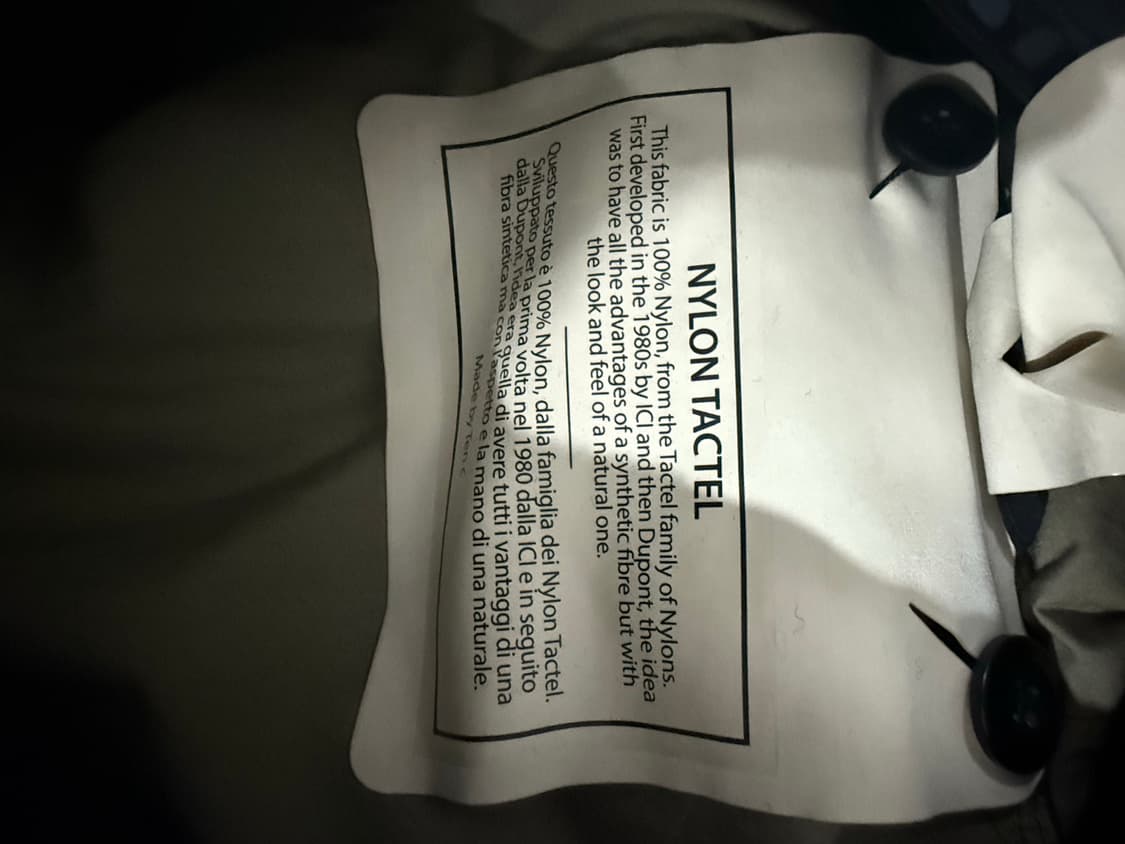 NYLON TACTEL
This fabric is 100% Nylon, from the Tactel family of Nylons.
First developed in the 1980s by ICI and then Dupont, the idea
was to have all the advantages of a synthetic fibre but with
the look and feel of a natural one.
Questo tessuto è 100% Nylon, dalla famiglia dei Nylon Tactel.
Sviluppato per la prima volta nel 1980 dalla ICI e in seguito
dalla Dupont, l'idea era quella di avere tutti i vantaggi di una
fibra sintetica ma con l'aspetto e la mano di una naturale.
Made by Ten c